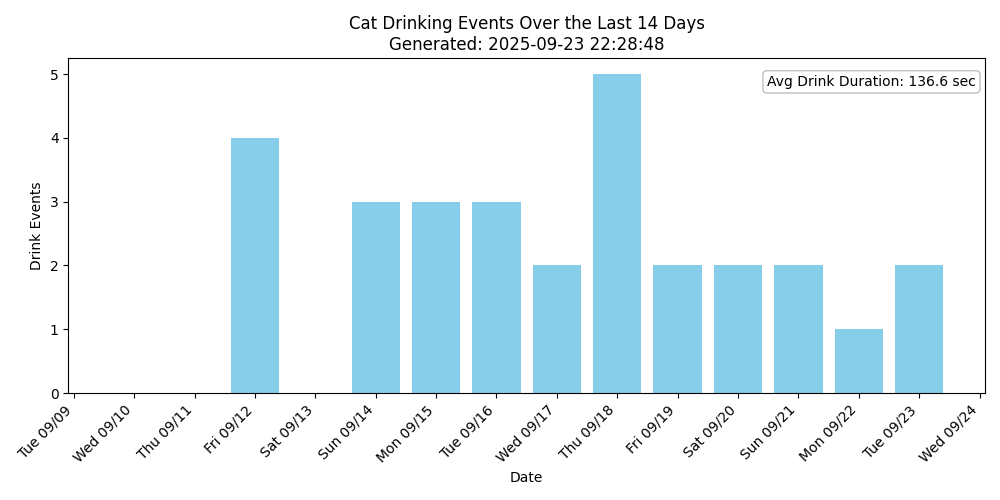 Cat Drinking Events Over the Last 14 Days
Generated: 2025-09-23 22:28:48
Avg Drink Duration: 136.6 sec
Drink Events
5
4
3
2
1
0
Tue 09/09
Wed 09/10
Thu 09/11
Fri 09/12
Sat 09/13
Sun 09/14
Mon 09/15
Tue 09/16
Wed 09/17
Thu 09/18
Fri 09/19
Sat 09/20
Sun 09/21
Mon 09/22
Tue 09/23
Wed 09/24
Date